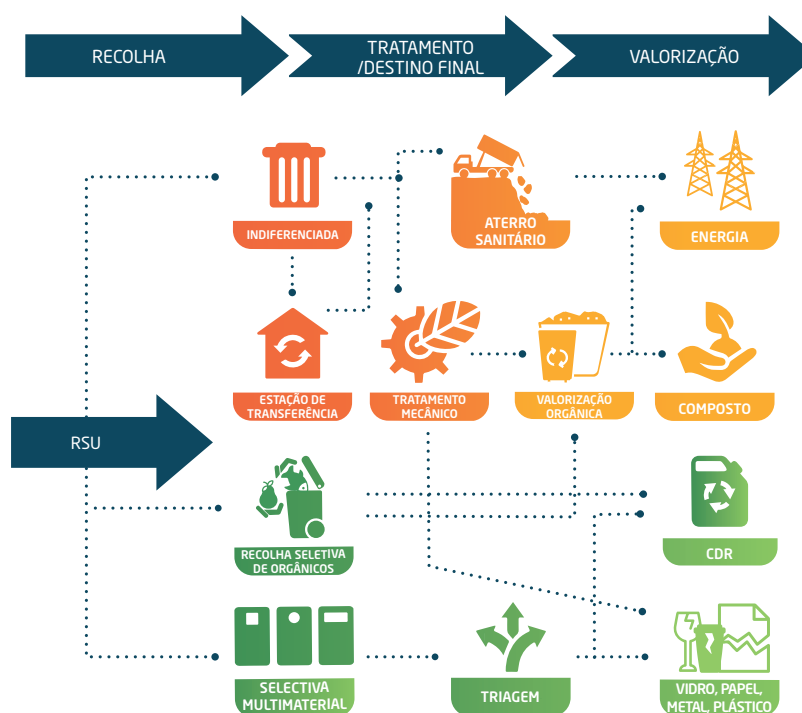 RECOLHA
TRATAMENTO
/DESTINO FINAL
VALORIZAÇÃO
INDIFERENCIADA
ATERRO
SANITÁRIO
ENERGIA
ESTAÇÃO DE
TRANSFERÊNCIA
TRATAMENTO
MECÂNICO
VALORIZAÇÃO
ORGÂNICA
COMPOSTO
RSU
RECOLHA SELETIVA
DE ORGÂNICOS
CDR
SELECTIVA
MULTIMATERIAL
TRIAGEM
VIDRO, PAPEL,
METAL, PLÁSTICO